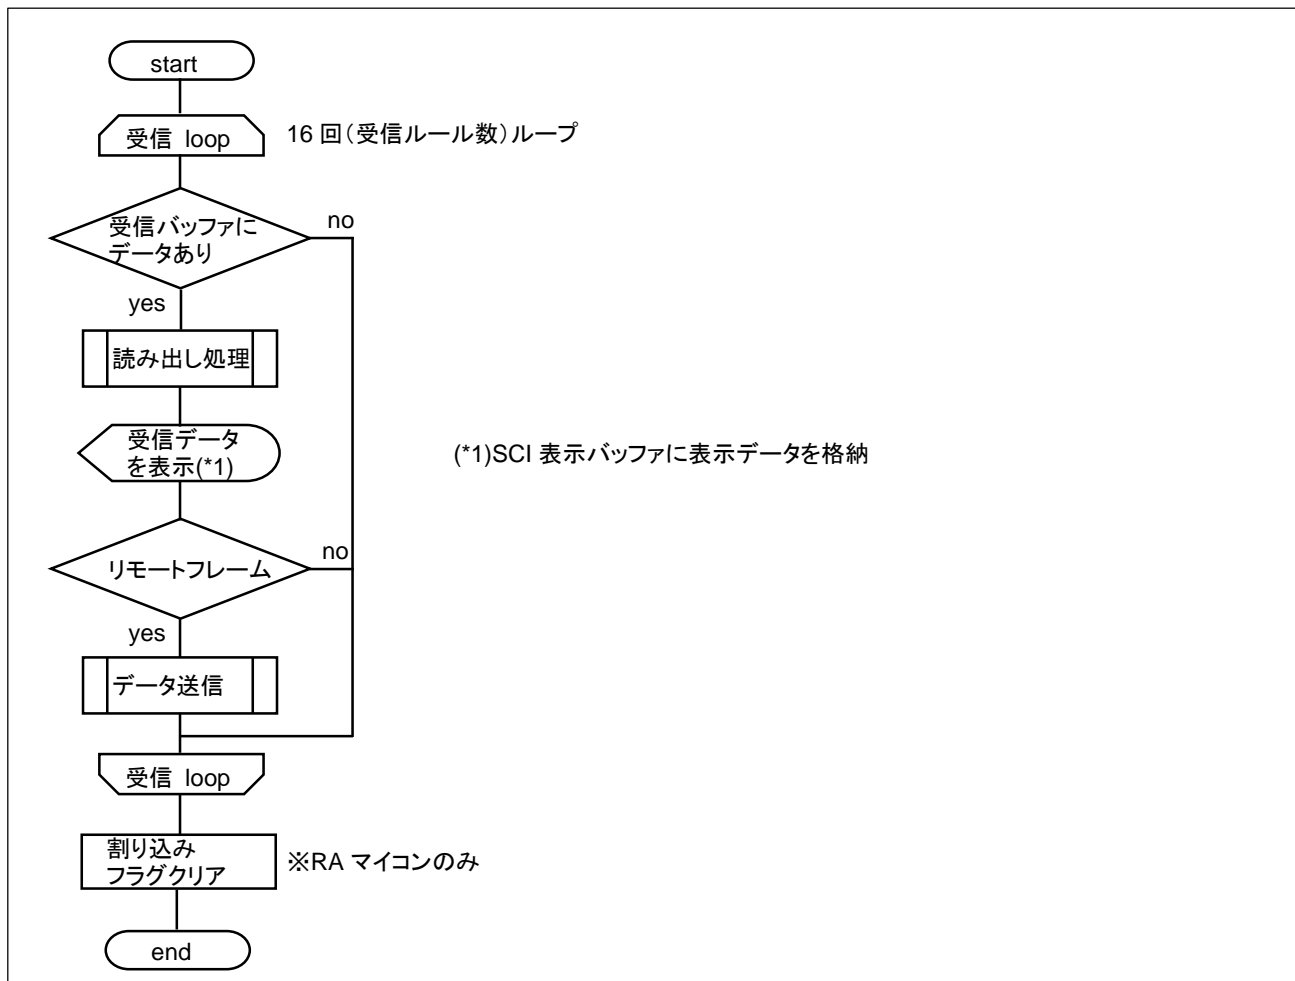 start
受信 loop
16 回（受信ルール数）ループ
受信バッファに
データあり
no
yes
読み出し処理
受信データ
を表示(*1)
(*1)SCI 表示バッファに表示データを格納
リモートフレーム
no
yes
データ送信
受信 loop
割り込み
フラグクリア
※RA マイコンのみ
end